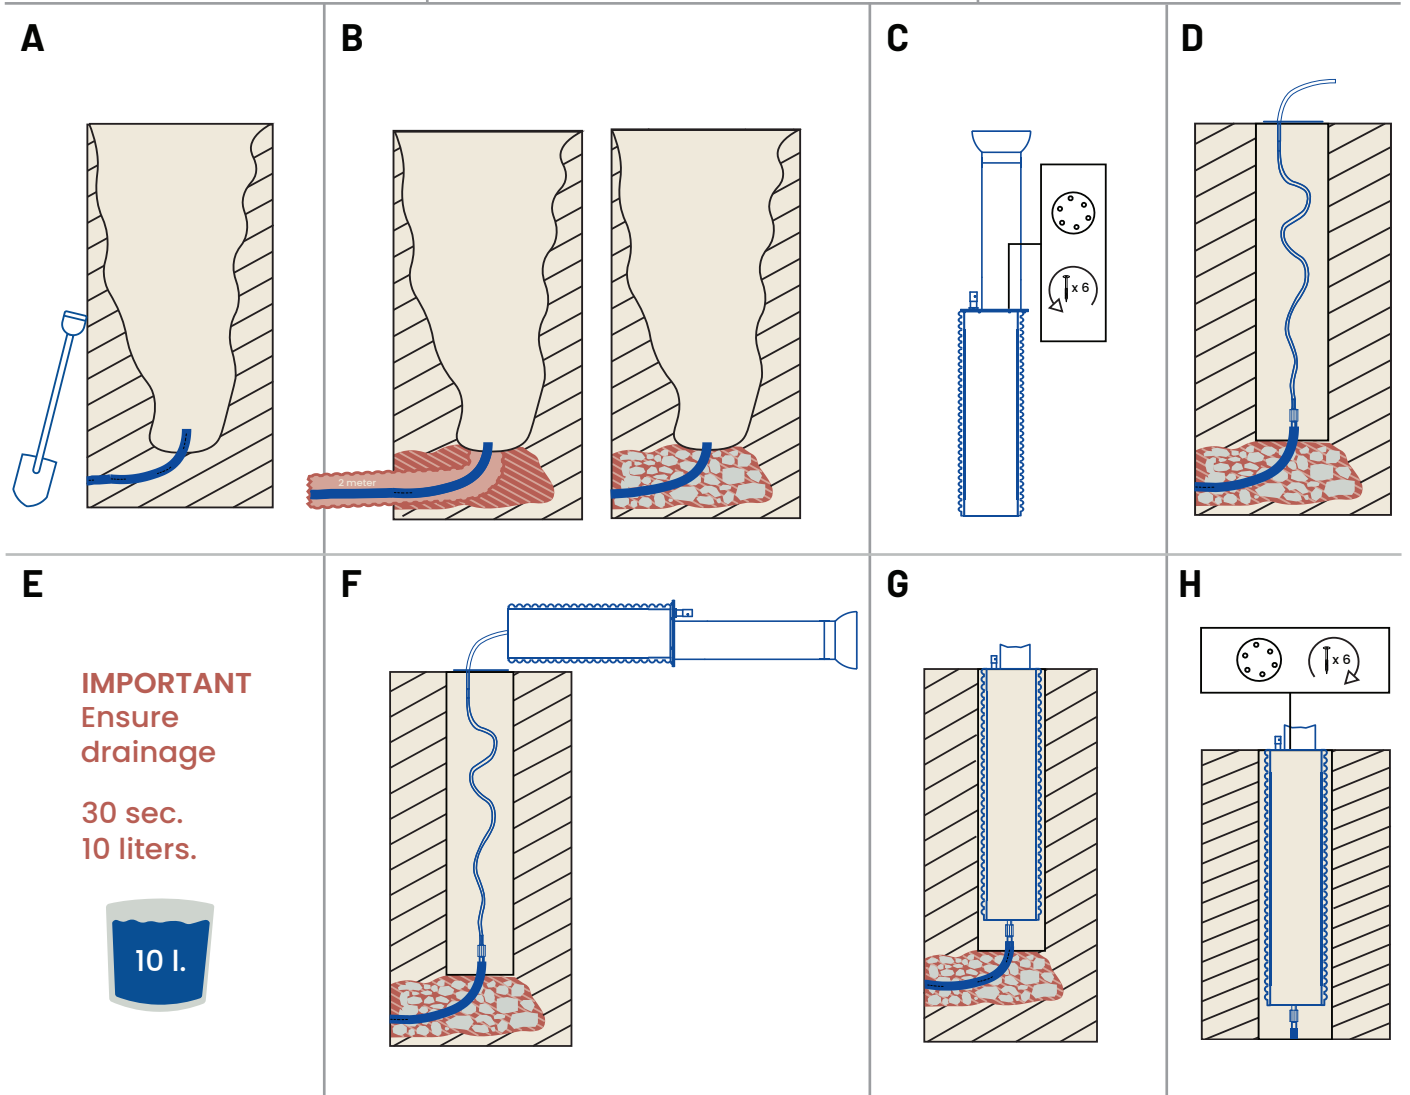 A
B
2 meter
C
x 6
D
E
IMPORTANT
Ensure
drainage
30 sec.
10 liters.
10 l.
F
G
H
x 6